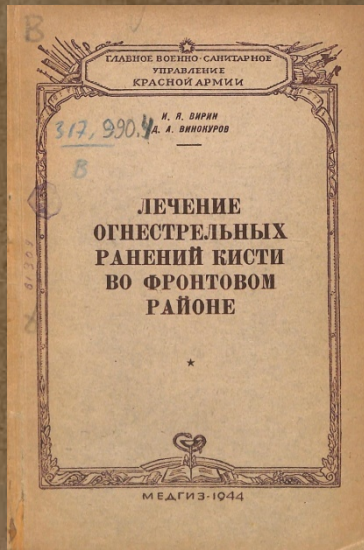 В
ГЛАВНОЕ ВОЕННО-САНИТАРНОЕ
УПРАВЛЕНИЕ
КРАСНОЙ АРМИИ
И. Я. ВИРИН
Д. А. ВИНОКУРОВ
317,990.4
В
ЛЕЧЕНИЕ
ОГНЕСТРЕЛЬНЫХ
РАНЕНИЙ КИСТИ
ВО ФРОНТОВОМ
РАЙОНЕ
МЕДГИЗ-1944